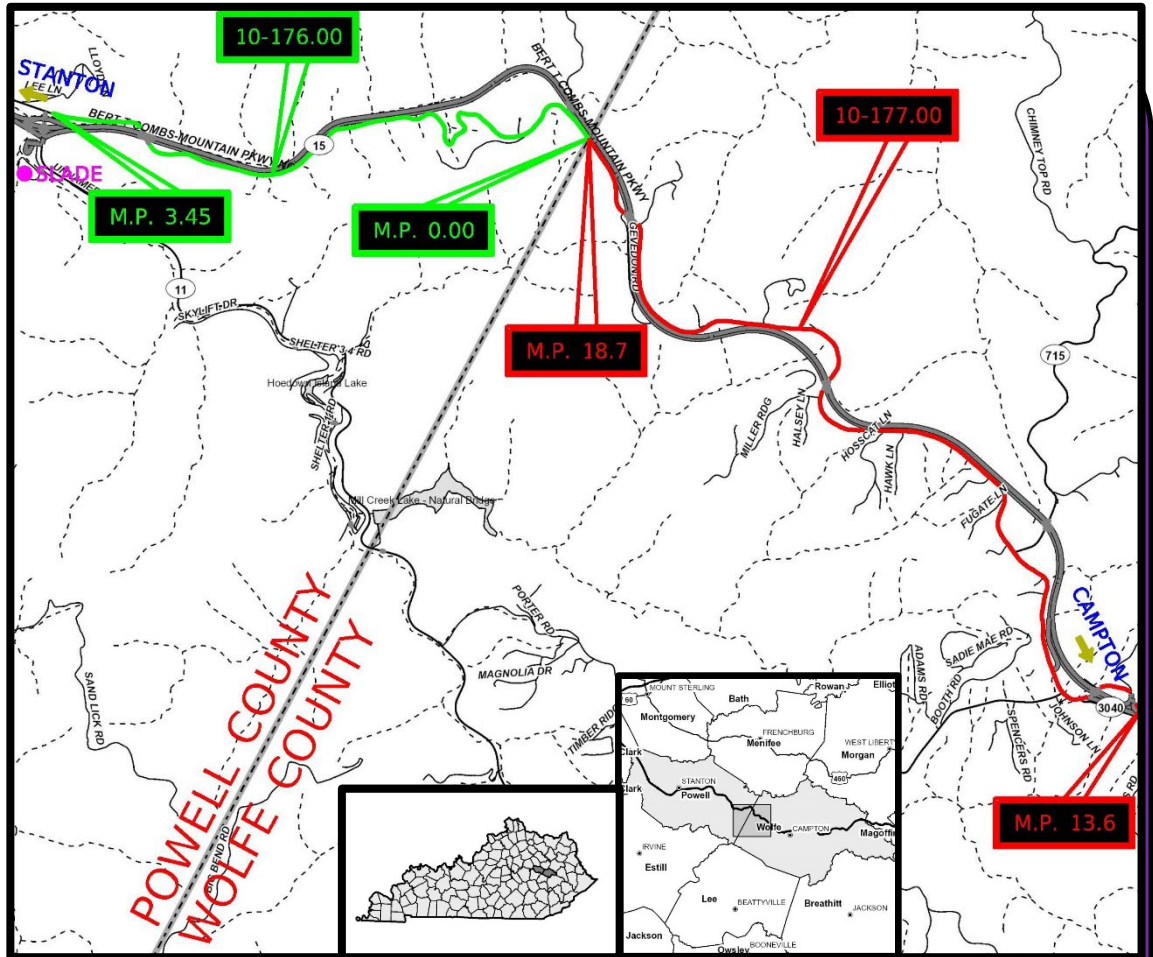 10-176.00
STANTON
LEE LN
BERT T COMBS-MOUNTAIN PKWY
BERT T COMBS-MOUNTAIN PKWY
15
10-177.00
CHIMNEY TOP RD
SLADE
M.P. 3.45
M.P. 0.00
GEVEDON RD
11
SKYLIFT DR
SHELTER 3 4 RD
M.P. 18.7
715
Hoedown Island Lake
MILLER RDG
HALSEY LN
HOSSCAT LN
HAWK LN
FUGATE LN
Mill Creek Lake - Natural Bridge
PORTER RD
MAGNOLIA DR
TIMBER RIDG
CAMPTON
ADAMS RD
SADIE MAE RD
BOOTH RD
SPENCERS RD
JOHNSON LN
3040
SAND LICK RD
POWELL COUNTY
WOLFE COUNTY
M.P. 13.6
MOUNT STERLING
60
Bath
Rowan
Elliot
Montgomery
FRENCHBURG
Menifee
WEST LIBERTY
Morgan
Clark
460
STANTON
Clark
Powell
Wolfe
CAMPTON
Magoffin
IRVINE
Estill
Lee
Breathitt
BEATTYVILLE
JACKSON
Jackson
Owsley
BOONEVILLE